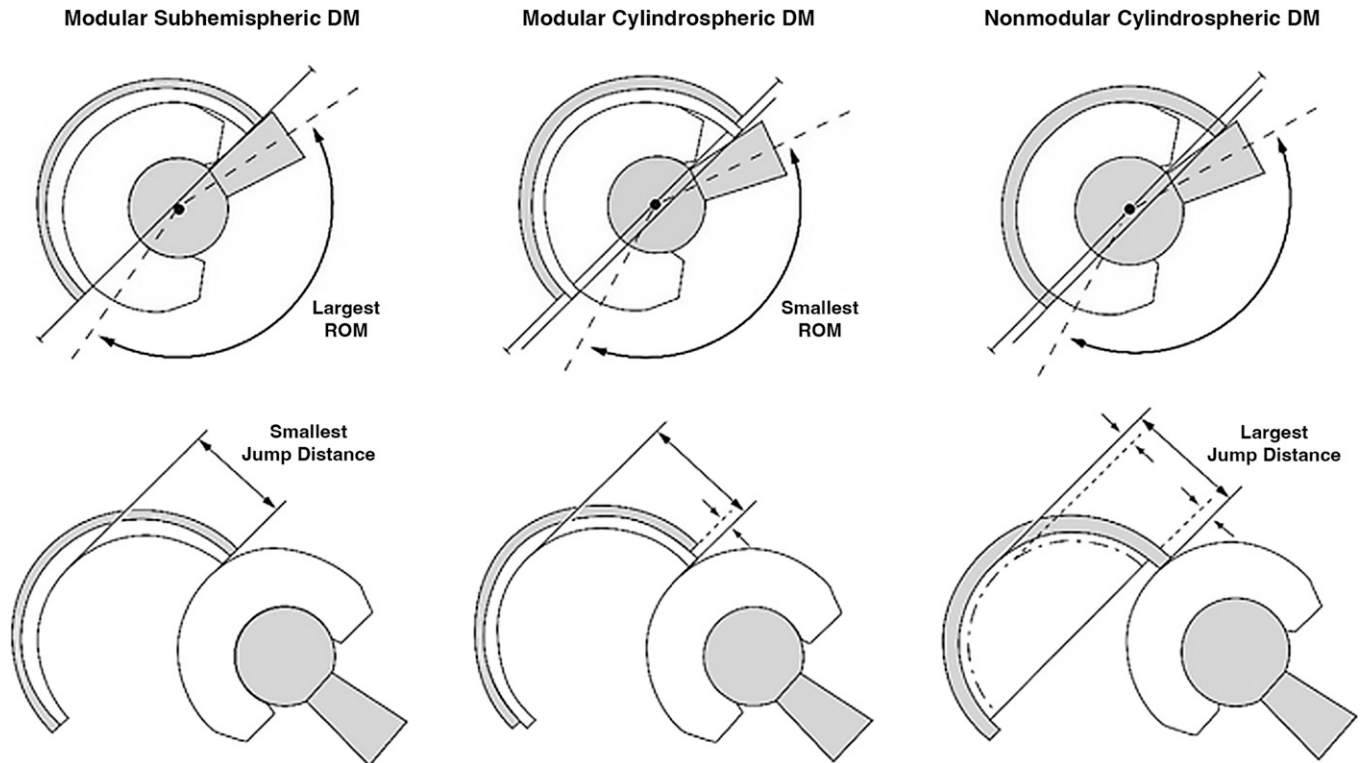 Modular Subhemispheric DM
Modular Cylindrospheric DM
Nonmodular Cylindrospheric DM
Largest
ROM
Smallest
ROM
Smallest
Jump Distance
Largest
Jump Distance